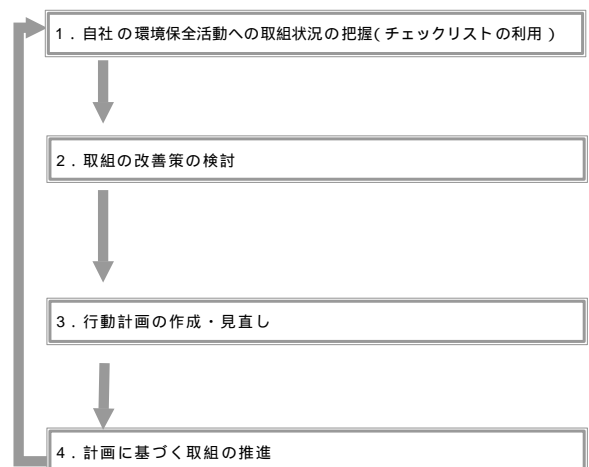 1．自社の環境保全活動への取組状況の把握(チェックリストの利用)
2．取組の改善策の検討
3．行動計画の作成・見直し
4．計画に基づく取組の推進